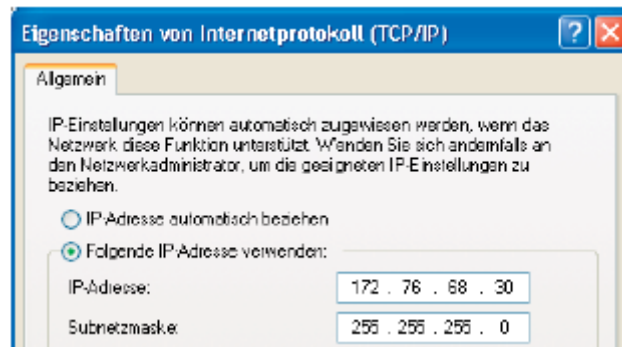 Eigenschaften von Internetprotokoll (TCP/IP)
Allgemein
IP-Einstellungen können automatisch zugewiesen werden, wenn das
Netzwerk diese Funktion unterstützt. Wenden Sie sich andernfalls an
den Netzwerkadministrator, um die geeigneten IP-Einstellungen zu
beziehen.
IP-Adresse automatisch beziehen
Folgende IP-Adresse verwenden:
IP-Adresse: 172 . 76 . 68 . 30
Subnetzmaske: 255 . 255 . 255 . 0